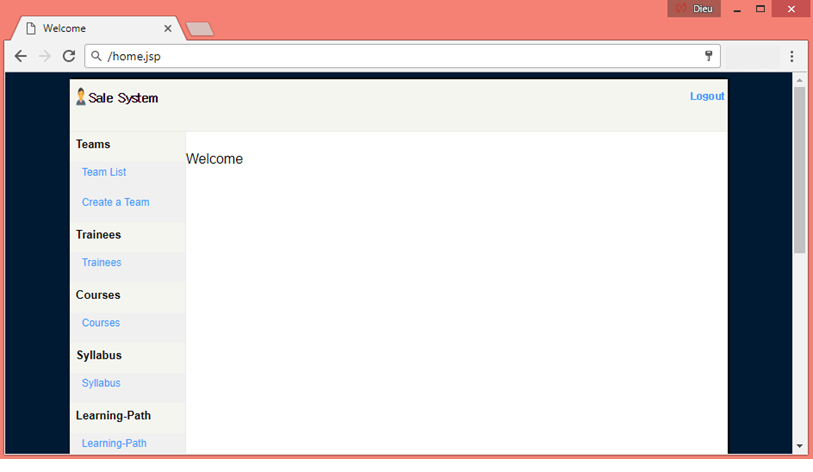 Dieu
Welcome
/home.jsp
Sale System
Logout
Teams
Team List
Create a Team
Welcome
Trainees
Trainees
Courses
Courses
Syllabus
Syllabus
Learning-Path
Learning-Path